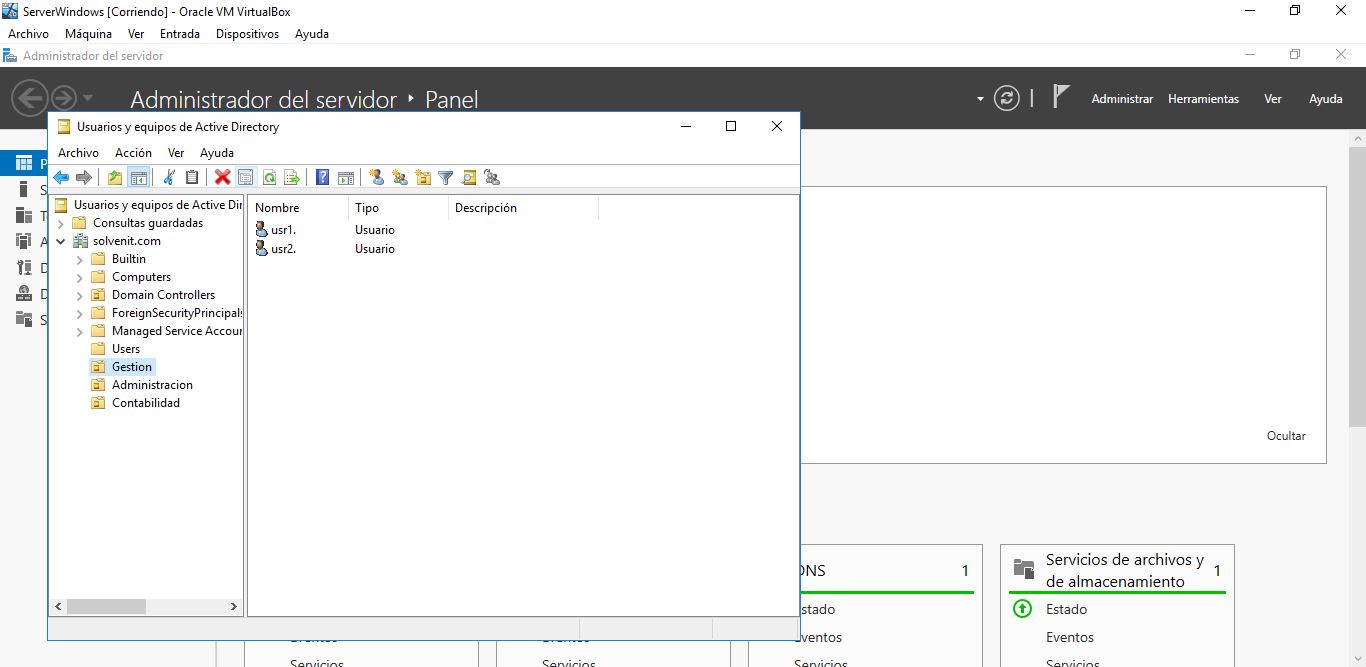 ServerWindows [Corriendo] - Oracle VM VirtualBox
Archivo Máquina Ver Entrada Dispositivos Ayuda
Administrador del servidor
Administrador del servidor ‣ Panel
Administrar Herramientas Ver Ayuda
Usuarios y equipos de Active Directory
Archivo Acción Ver Ayuda
Usuarios y equipos de Active Dir
Consultas guardadas
solvenit.com
Builtin
Computers
Domain Controllers
ForeignSecurityPrincipals
Managed Service Accour
Users
Gestion
Administracion
Contabilidad
Nombre Tipo Descripción
usr1. Usuario
usr2. Usuario
Ocultar
DNS 1
Estado
Eventos
Servicios
Servicios de archivos y
de almacenamiento 1
Estado
Eventos
Servicios
Eventos
Servicios
Eventos
Servicios